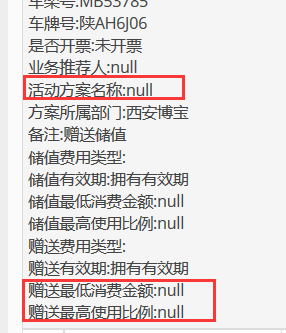 车架号:MB53785
车牌号:陕AH6J06
是否开票:未开票
业务推荐人:null
活动方案名称:null
方案所属部门:西安博宝
备注:赠送储值
储值费用类型:
储值有效期:拥有有效期
储值最低消费金额:null
储值最高使用比例:null
赠送费用类型:
赠送有效期:拥有有效期
赠送最低消费金额:null
赠送最高使用比例:null